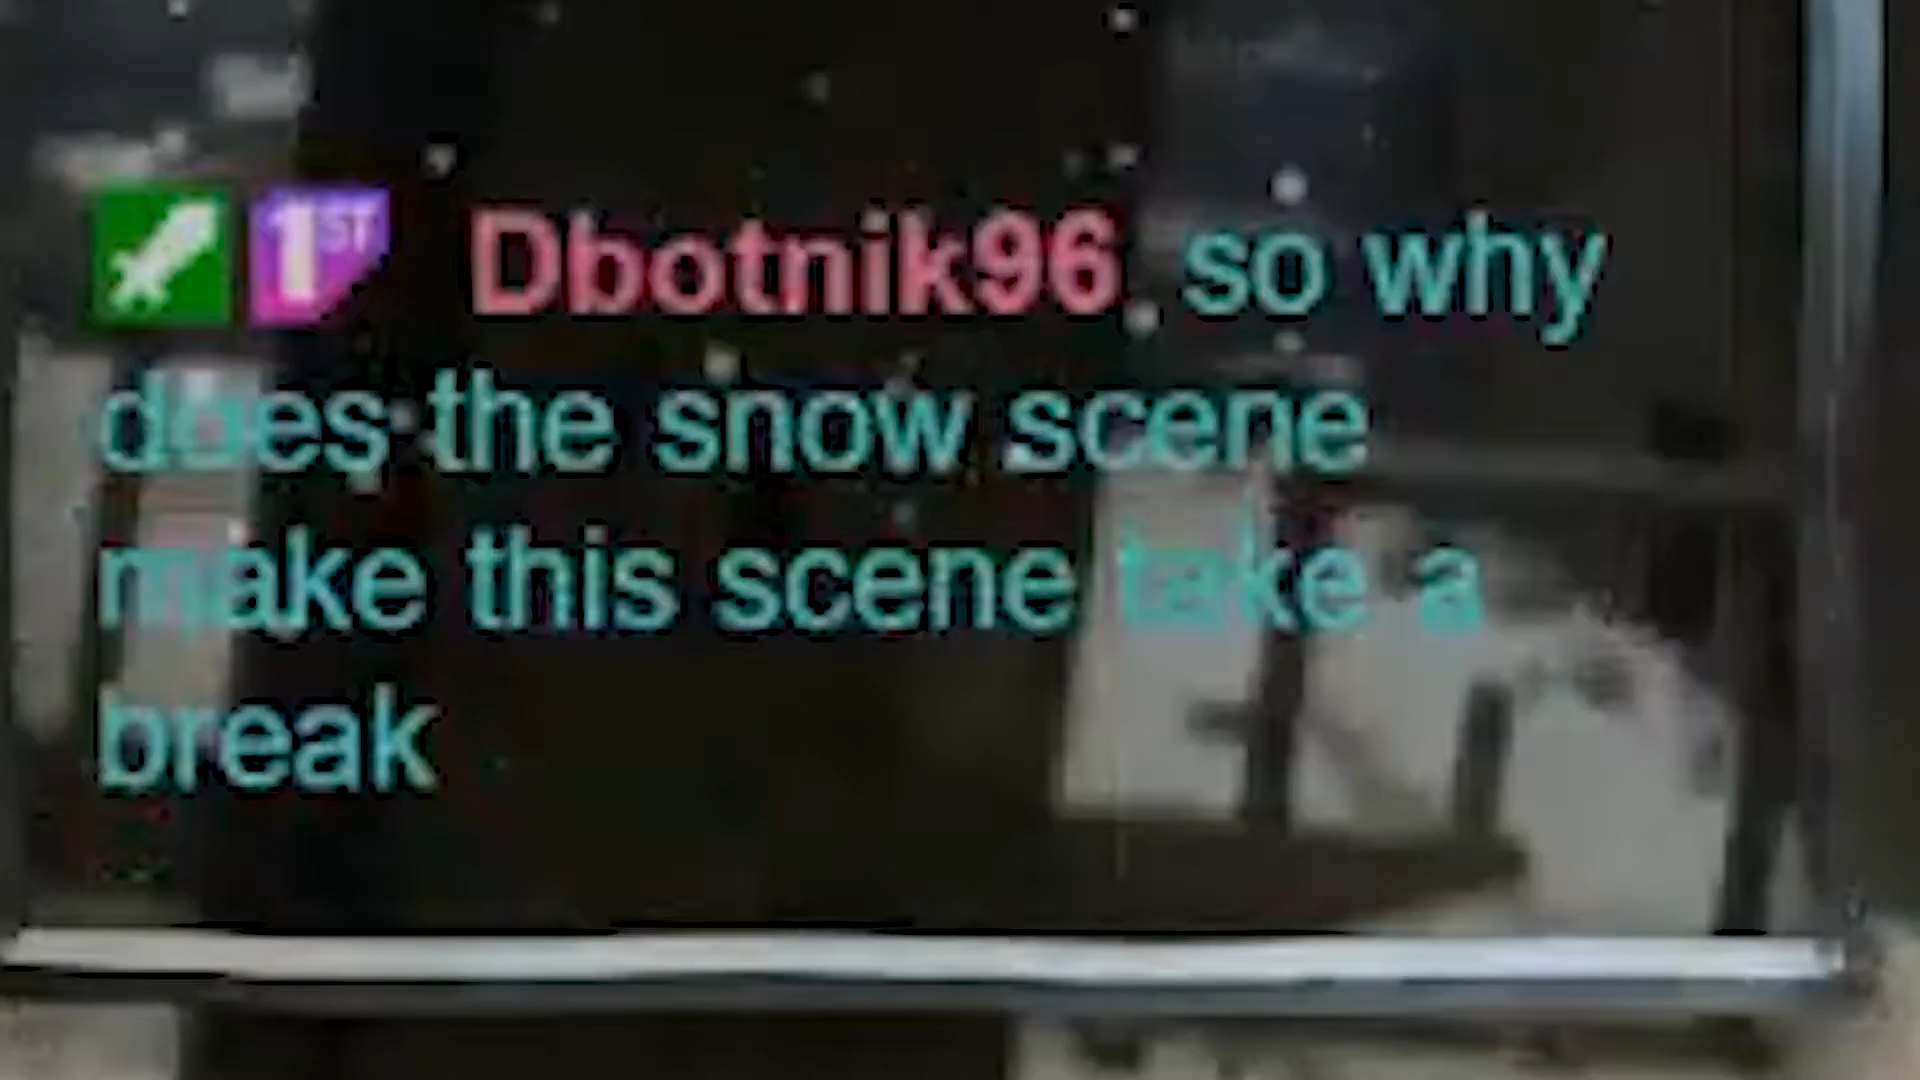 1ST Dbotnik96 so why
does the snow scene
make this scene take a
break